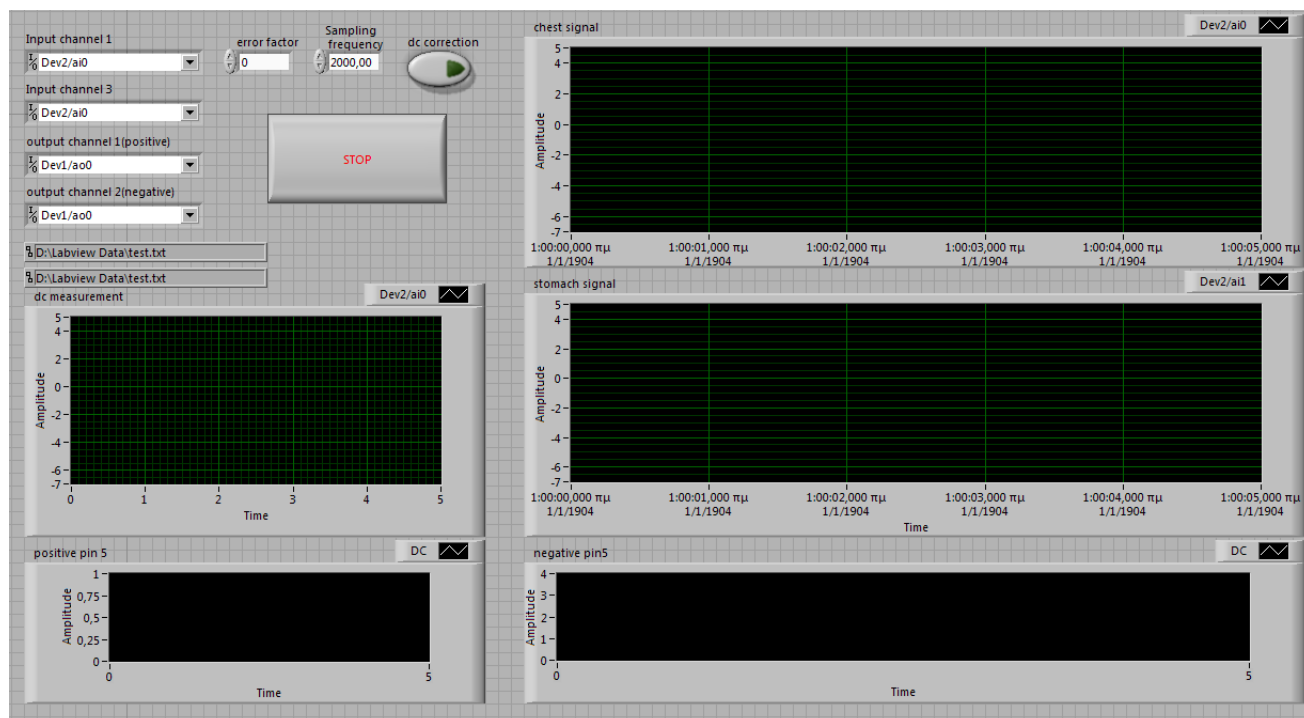 Input channel 1
Dev2/ai0
error factor
0
Sampling
frequency
2000,00
dc correction
Input channel 3
Dev2/ai0
output channel 1(positive)
Dev1/ao0
output channel 2(negative)
Dev1/ao0
STOP
D:\Labview Data\test.txt
D:\Labview Data\test.txt
chest signal
Dev2/ai0
5
4
2
0
-2
-4
-6
-7
Amplitude
1:00:00,000 πμ 1:00:01,000 πμ 1:00:02,000 πμ 1:00:03,000 πμ 1:00:04,000 πμ 1:00:05,000 πμ
1/1/1904 1/1/1904 1/1/1904 1/1/1904 1/1/1904 1/1/1904
dc measurement
Dev2/ai0
5
4
2
0
-2
-4
-6
-7
Amplitude
0 1 2 3 4 5
Time
stomach signal
Dev2/ai1
5
4
2
0
-2
-4
-6
-7
Amplitude
1:00:00,000 πμ 1:00:01,000 πμ 1:00:02,000 πμ 1:00:03,000 πμ 1:00:04,000 πμ 1:00:05,000 πμ
1/1/1904 1/1/1904 1/1/1904 1/1/1904 1/1/1904 1/1/1904
Time
positive pin 5
DC
1
0,75
0,5
0,25
0
Amplitude
0 5
Time
negative pin5
DC
4
3
2
1
0
Amplitude
0 5
Time